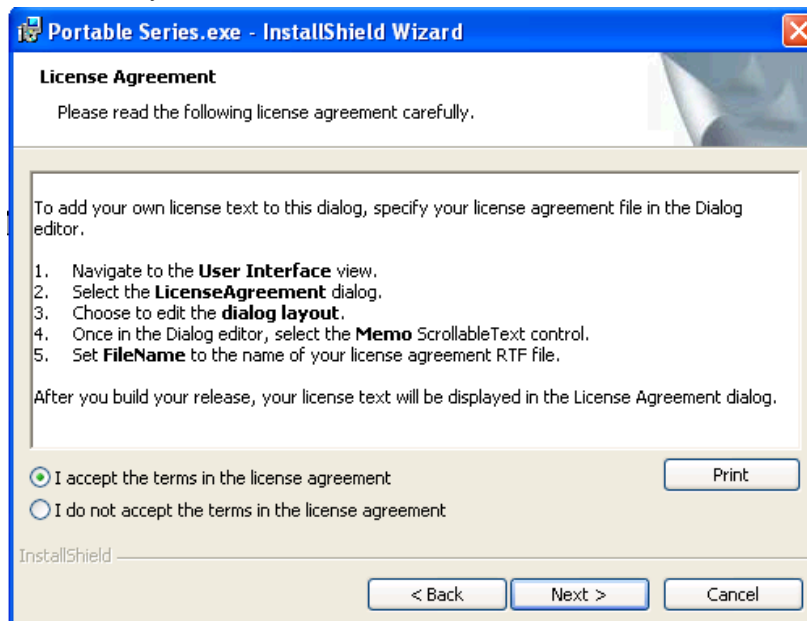 Portable Series.exe - InstallShield Wizard
License Agreement
Please read the following license agreement carefully.
To add your own license text to this dialog, specify your license agreement file in the Dialog
editor.
1. Navigate to the User Interface view.
2. Select the LicenseAgreement dialog.
3. Choose to edit the dialog layout.
4. Once in the Dialog editor, select the Memo ScrollableText control.
5. Set FileName to the name of your license agreement RTF file.
After you build your release, your license text will be displayed in the License Agreement dialog.
I accept the terms in the license agreement
Print
I do not accept the terms in the license agreement
InstallShield
< Back
Next >
Cancel